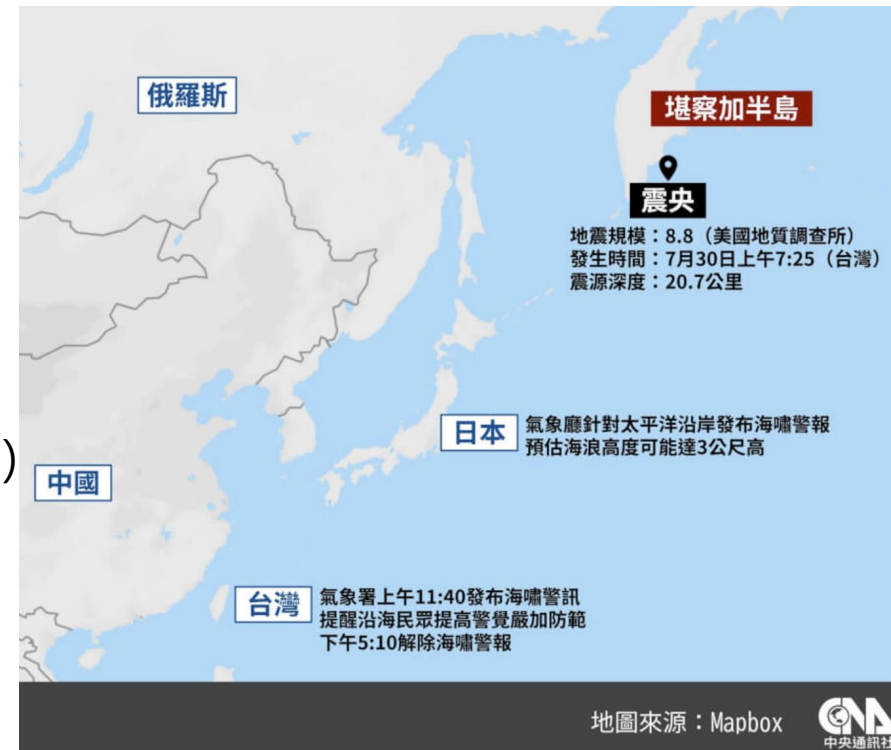 俄羅斯
堪察加半島
震央
地震規模：8.8（美國地質調查所）
發生時間：7月30日上午7:25（台灣）
震源深度：20.7公里
日本
氣象廳針對太平洋沿岸發布海嘯警報
預估海浪高度可能達3公尺高
)
中國
台灣
氣象署上午11:40發布海嘯警訊
提醒沿海民眾提高警覺嚴加防範
下午5:10解除海嘯警報
地圖來源：Mapbox
CNA
中央通訊社